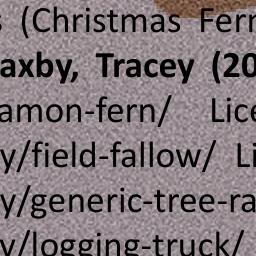 (Christmas Fern
axby, Tracey (20
amon-fern/ Lice
y/field-fallow/ Li
y/generic-tree-ra
y/logging-truck/